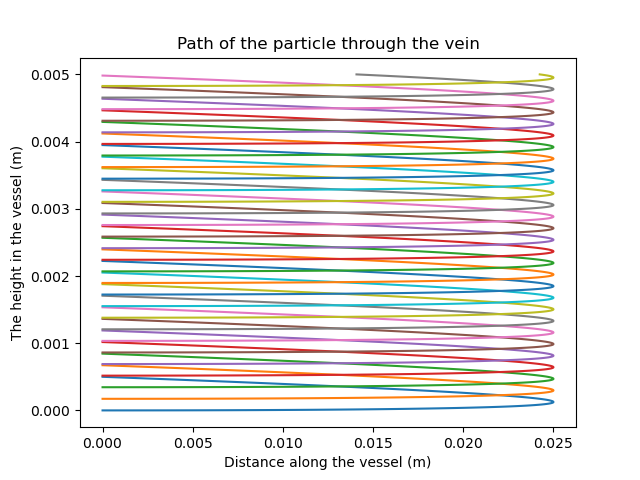 Path of the particle through the vein
The height in the vessel (m)
0.005
0.004
0.003
0.002
0.001
0.000
0.000 0.005 0.010 0.015 0.020 0.025
Distance along the vessel (m)